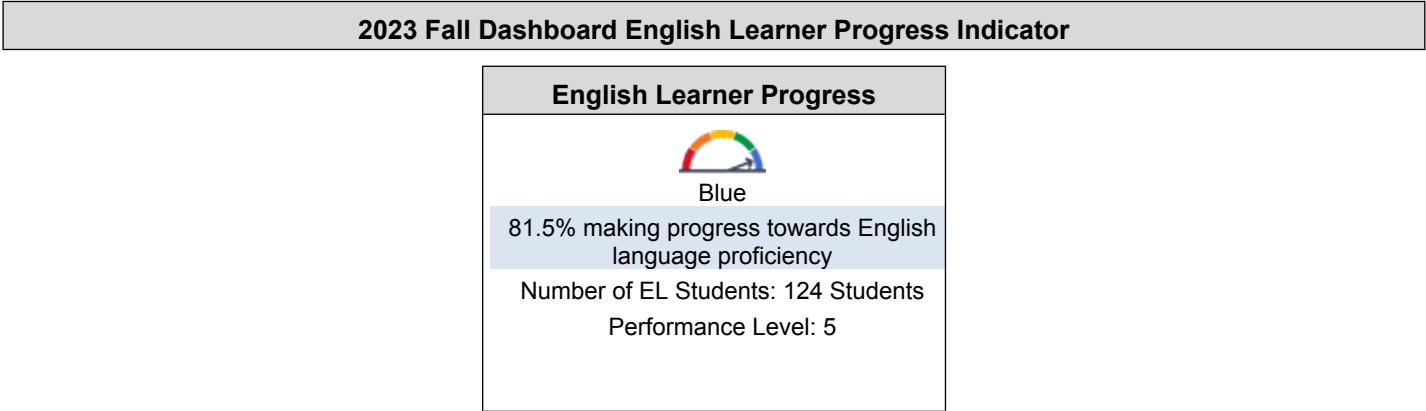 2023 Fall Dashboard English Learner Progress Indicator
English Learner Progress
Blue
81.5% making progress towards English
language proficiency
Number of EL Students: 124 Students
Performance Level: 5